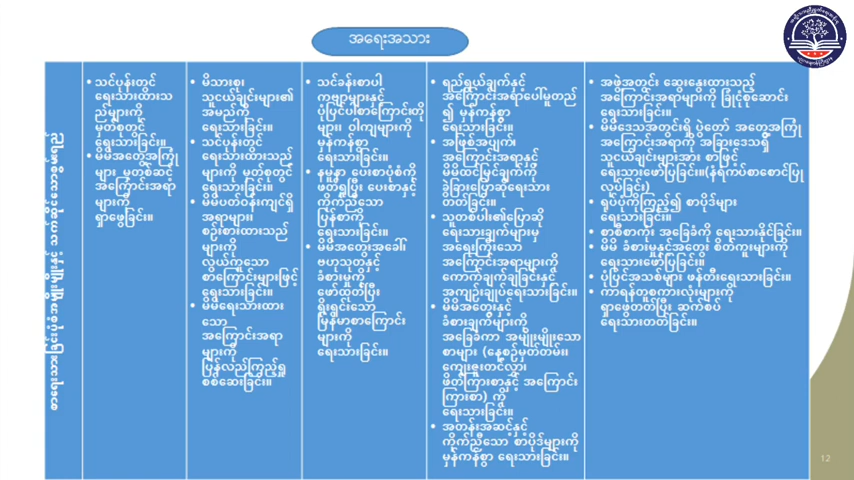 အရေးအသား
• သင်ပုန်းတွင်
ရေးသားထားသ
ည်များကို
မှတ်စုတွင်
ရေးသားခြင်း။
• မိမိအတွေ့အကြုံ
များ မှတစ်ဆင့်
အကြောင်းအရာ
များကို
ရှာဖွေခြင်း။
• မိသားစု၊
သူငယ်ချင်းများ၏
အမည်ကို
ရေးသားခြင်း။
• သင်ပုန်းတွင်
ရေးသားထားသည်
များကို မှတ်စုတွင်
ရေးသားခြင်း။
• မိမိပတ်ဝန်းကျင်ရှိ
အရာများ၊
စဉ်းစားထားသည်
များကို
လွယ်ကူသော
စာကြောင်းများဖြင့်
ရေးသားခြင်း။
• မိမိရေးသားထား
သော
အကြောင်းအရာ
များကို
ပြန်လည်ကြည့်ရှု
စစ်ဆေးခြင်း။
• သင်ခန်းစာပါ
ကဗျာများနှင့်
ပုံပြင်ပါစာကြောင်းတို
များ၊ ဝါကျများကို
မှန်ကန်စွာ
ရေးသားခြင်း။
• နမူနာ ပေးစာပုံစံကို
ဖတ်ရှုပြီး ပေးစာနှင့်
ကိုက်ညီသော
ပြန်စာကို
ရေးသားခြင်း။
• မိမိအတွေးအခေါ်၊
ဗဟုသုတနှင့်
ခံစားမှုကို
ဖော်ထုတ်ပြီး
ရိုးရှင်းသော
မြန်မာစာကြောင်း
များကို
ရေးသားခြင်း။
• ရည်ရွယ်ချက်နှင့်
အကြောင်းအရာပေါ်မူတည်
၍ မှန်ကန်စွာ
ရေးသားခြင်း။
• အဖြစ်အပျက်၊
အကြောင်းအရာနှင့်
မိမိထင်မြင်ချက်ကို
ခွဲခြားပြောဆိုရေးသား
တတ်ခြင်း။
• သူတစ်ပါး၏ပြောဆို
ရေးသားချက်များမှ
အရေးကြီးသော
အကြောင်းအရာများကို
ကောက်ချက်ချခြင်းနှင့်
အကျဉ်းချုပ်ရေးသားခြင်း။
• မိမိအတွေးနှင့်
ခံစားချက်များကို
အခြေခံကာ အမျိုးမျိုးသော
စာများ (နေ့စဉ်မှတ်တမ်း၊
ကျေးဇူးတင်လွှာ၊
ဖိတ်ကြားစာနှင့် အကြောင်း
ကြားစာ) ကို
ရေးသားခြင်း။
• အတန်းအဆင့်နှင့်
ကိုက်ညီသော စာပိုဒ်များကို
မှန်ကန်စွာ ရေးသားခြင်း။
• အဖွဲ့အတွင်း ဆွေးနွေးထားသည့်
အကြောင်းအရာများကို ခြုံငုံစုဆောင်း
ရေးသားခြင်း။
• မိမိဒေသအတွင်းရှိ ပွဲတော် အတွေ့အကြုံ
အကြောင်းအရာကို အခြားဒေသရှိ
သူငယ်ချင်းများအား စာဖြင့်
ရေးသားဖော်ပြခြင်း။(နံရံကပ်စာစောင်ပြု
လုပ်ခြင်း)
• ရုပ်ပုံကိုကြည့်၍ စာပိုဒ်များ
ရေးသားခြင်း။
• စာစီစာကုံး အခြေခံကို ရေးသားနိုင်ခြင်း။
• မိမိ ခံစားမှုနှင့်အတွေး စိတ်ကူးများကို
ရေးသားဖော်ပြခြင်း။
• ပုံပြင်အသစ်များ ဖန်တီးရေးသားခြင်း။
• ကာရန်တူစကားလုံးများကို
ရှာဖွေတတ်ပြီး ဆက်စပ်
ရေးသားတတ်ခြင်း။
12